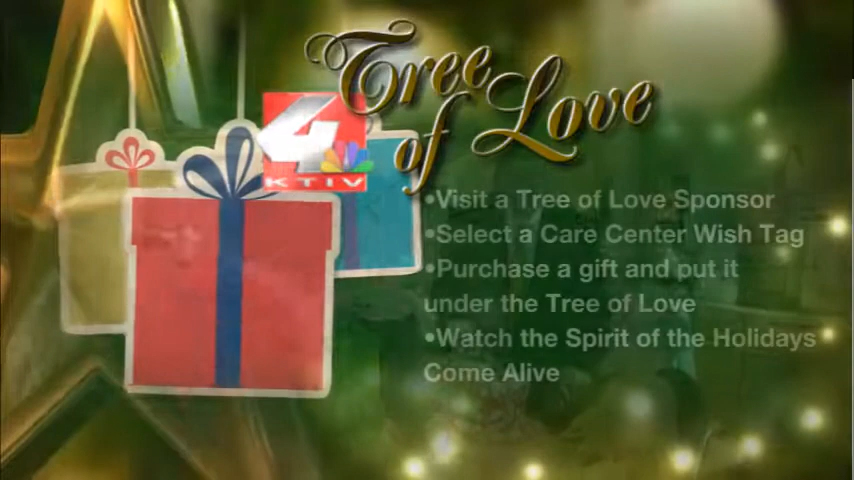 Tree
of Love
4
KTIV
•Visit a Tree of Love Sponsor
•Select a Care Center Wish Tag
•Purchase a gift and put it
under the Tree of Love
•Watch the Spirit of the Holidays
Come Alive